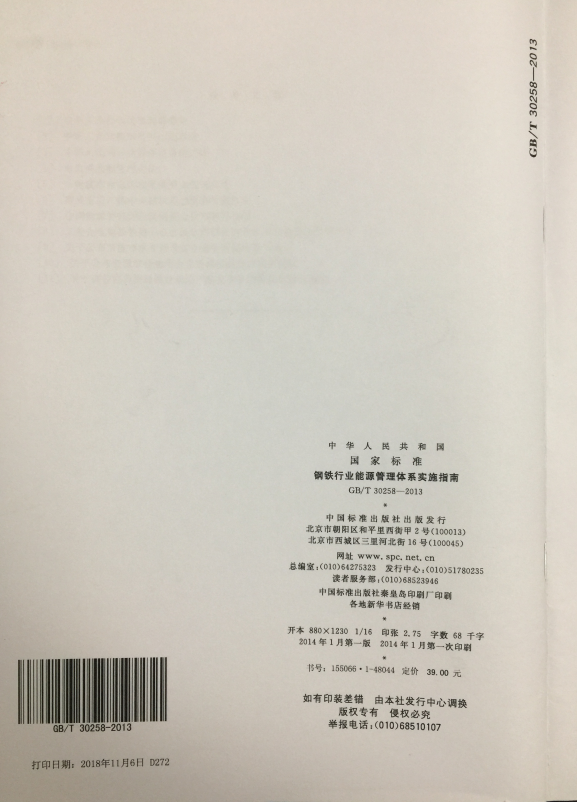 GB/T 30258—2013
中华人民共和国
国家标准
钢铁行业能源管理体系实施指南
GB/T 30258—2013
*
中国标准出版社出版发行
北京市朝阳区和平里西街甲2号(100013)
北京市西城区三里河北街16号(100045)
网址 www.spc.net.cn
总编室:(010)64275323 发行中心:(010)51780235
读者服务部:(010)68523946
中国标准出版社秦皇岛印刷厂印刷
各地新华书店经销
*
开本 880×1230 1/16 印张 2.75 字数 68 千字
2014年1月第一版 2014年1月第一次印刷
*
书号:155066·1-48044 定价 39.00 元
如有印装差错 由本社发行中心调换
版权专有 侵权必究
举报电话:(010)68510107
GB/T 30258-2013
打印日期:2018年11月6日 D272